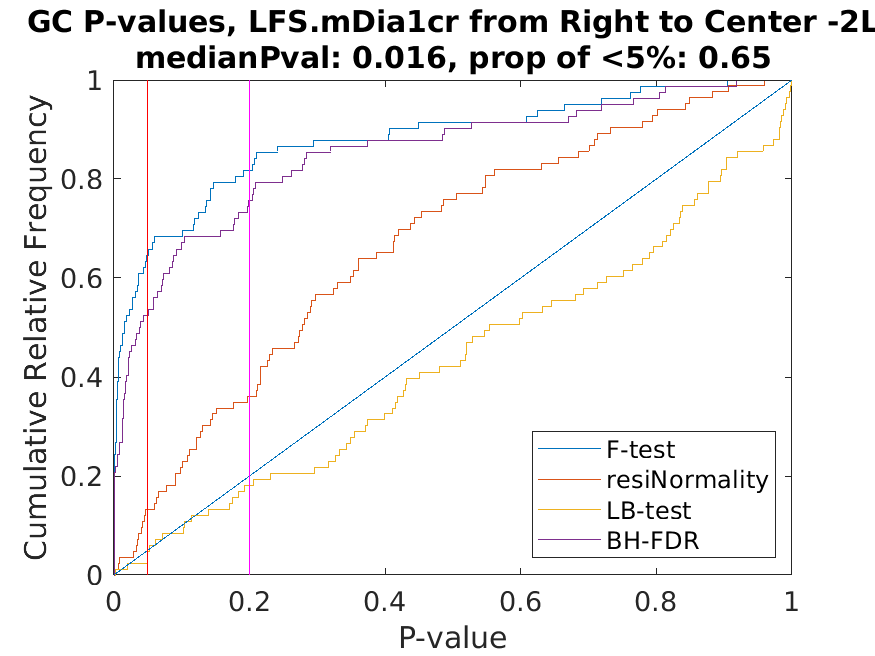 GC P-values, LFS.mDia1cr from Right to Center -2L
medianPval: 0.016, prop of <5%: 0.65
Cumulative Relative Frequency
1
0.8
0.6
0.4
0.2
0
F-test
resiNormality
LB-test
BH-FDR
0 0.2 0.4 0.6 0.8 1
P-value